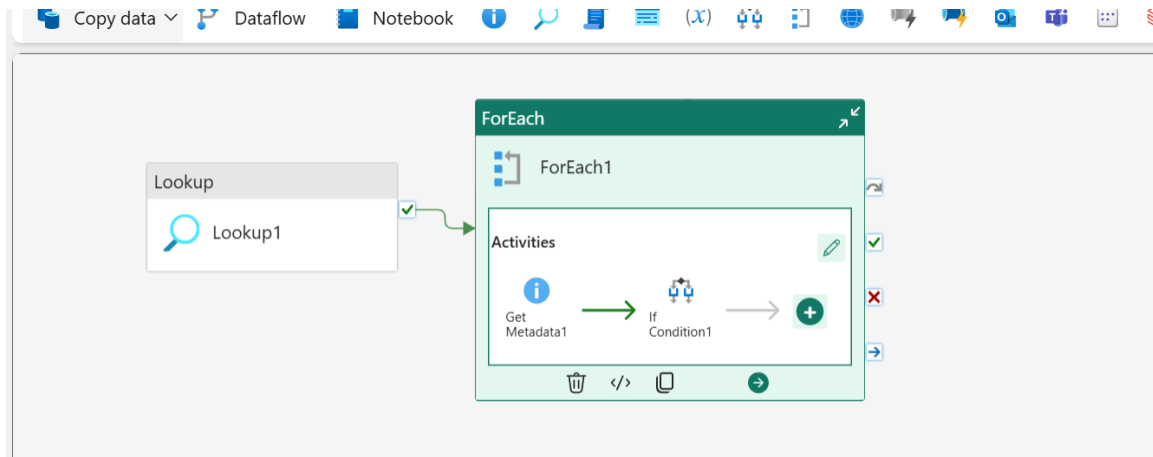 Copy data Dataflow Notebook (x)
ForEach
ForEach1
Lookup
Lookup1
Activities
Get
Metadata1
If
Condition1